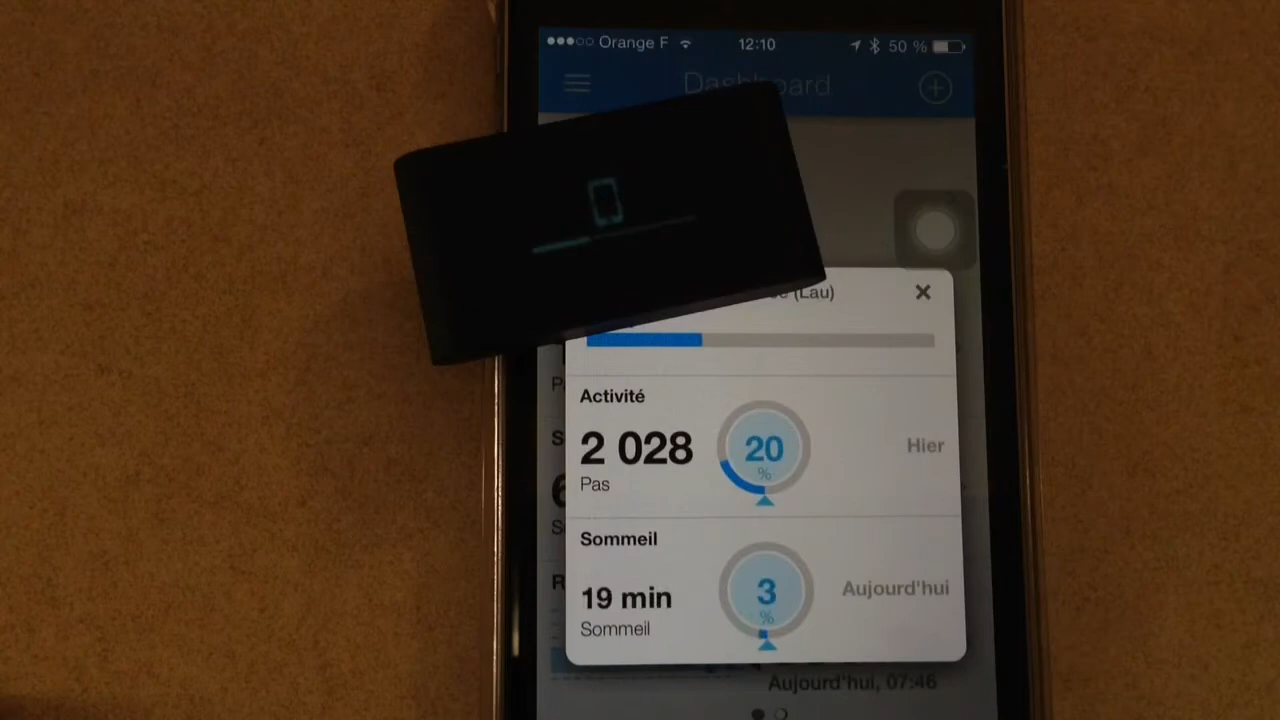 Orange F 12:10 50 %
Dashboard
(Lau)
Activité
2 028
20
%
Hier
Pas
Sommeil
19 min
3
%
Aujourd'hui
Sommeil
Aujourd'hui, 07:46